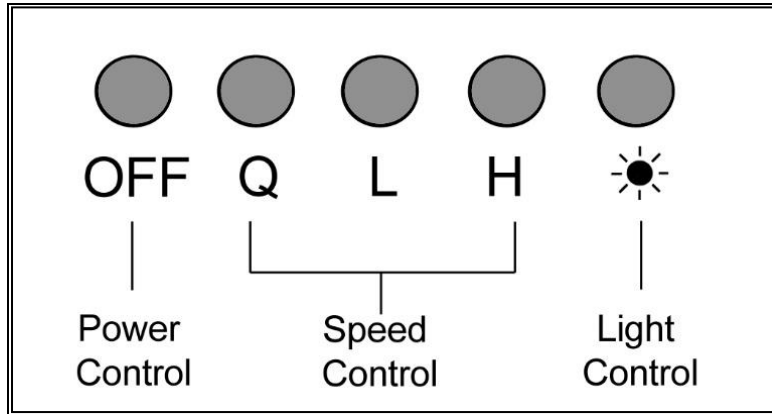 OFF Q L H
Power Control
Speed Control
Light Control